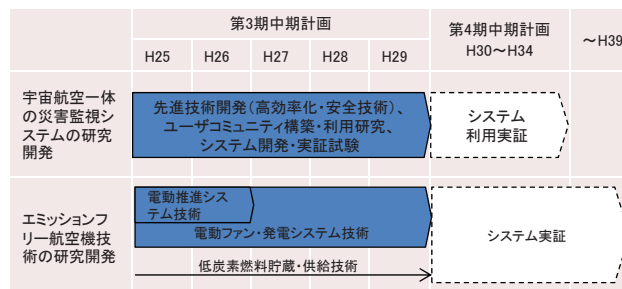 第3期中期計画
第4期中期計画
H30～H34
～H39
H25
H26
H27
H28
H29
宇宙航空一体
の災害監視シ
ステムの研究
開発
先進技術開発(高効率化・安全技術)、
ユーザコミュニティ構築・利用研究、
システム開発・実証試験
システム
利用実証
エミッションフ
リー航空機技
術の研究開発
電動推進シス
テム技術
電動ファン・発電システム技術
低炭素燃料貯蔵・供給技術
システム実証